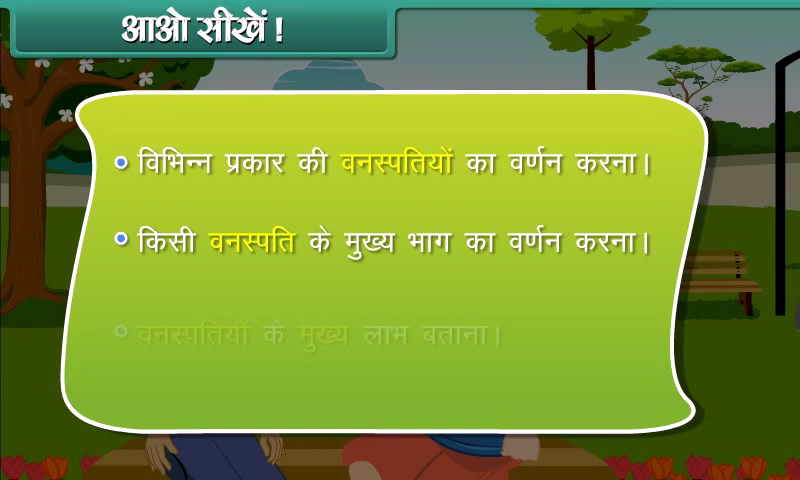 आओ सीखें!
विभिन्न प्रकार की वनस्पतियों का वर्णन करना।
किसी वनस्पति के मुख्य भाग का वर्णन करना।
वनस्पतियों के मुख्य लाभ बताना।